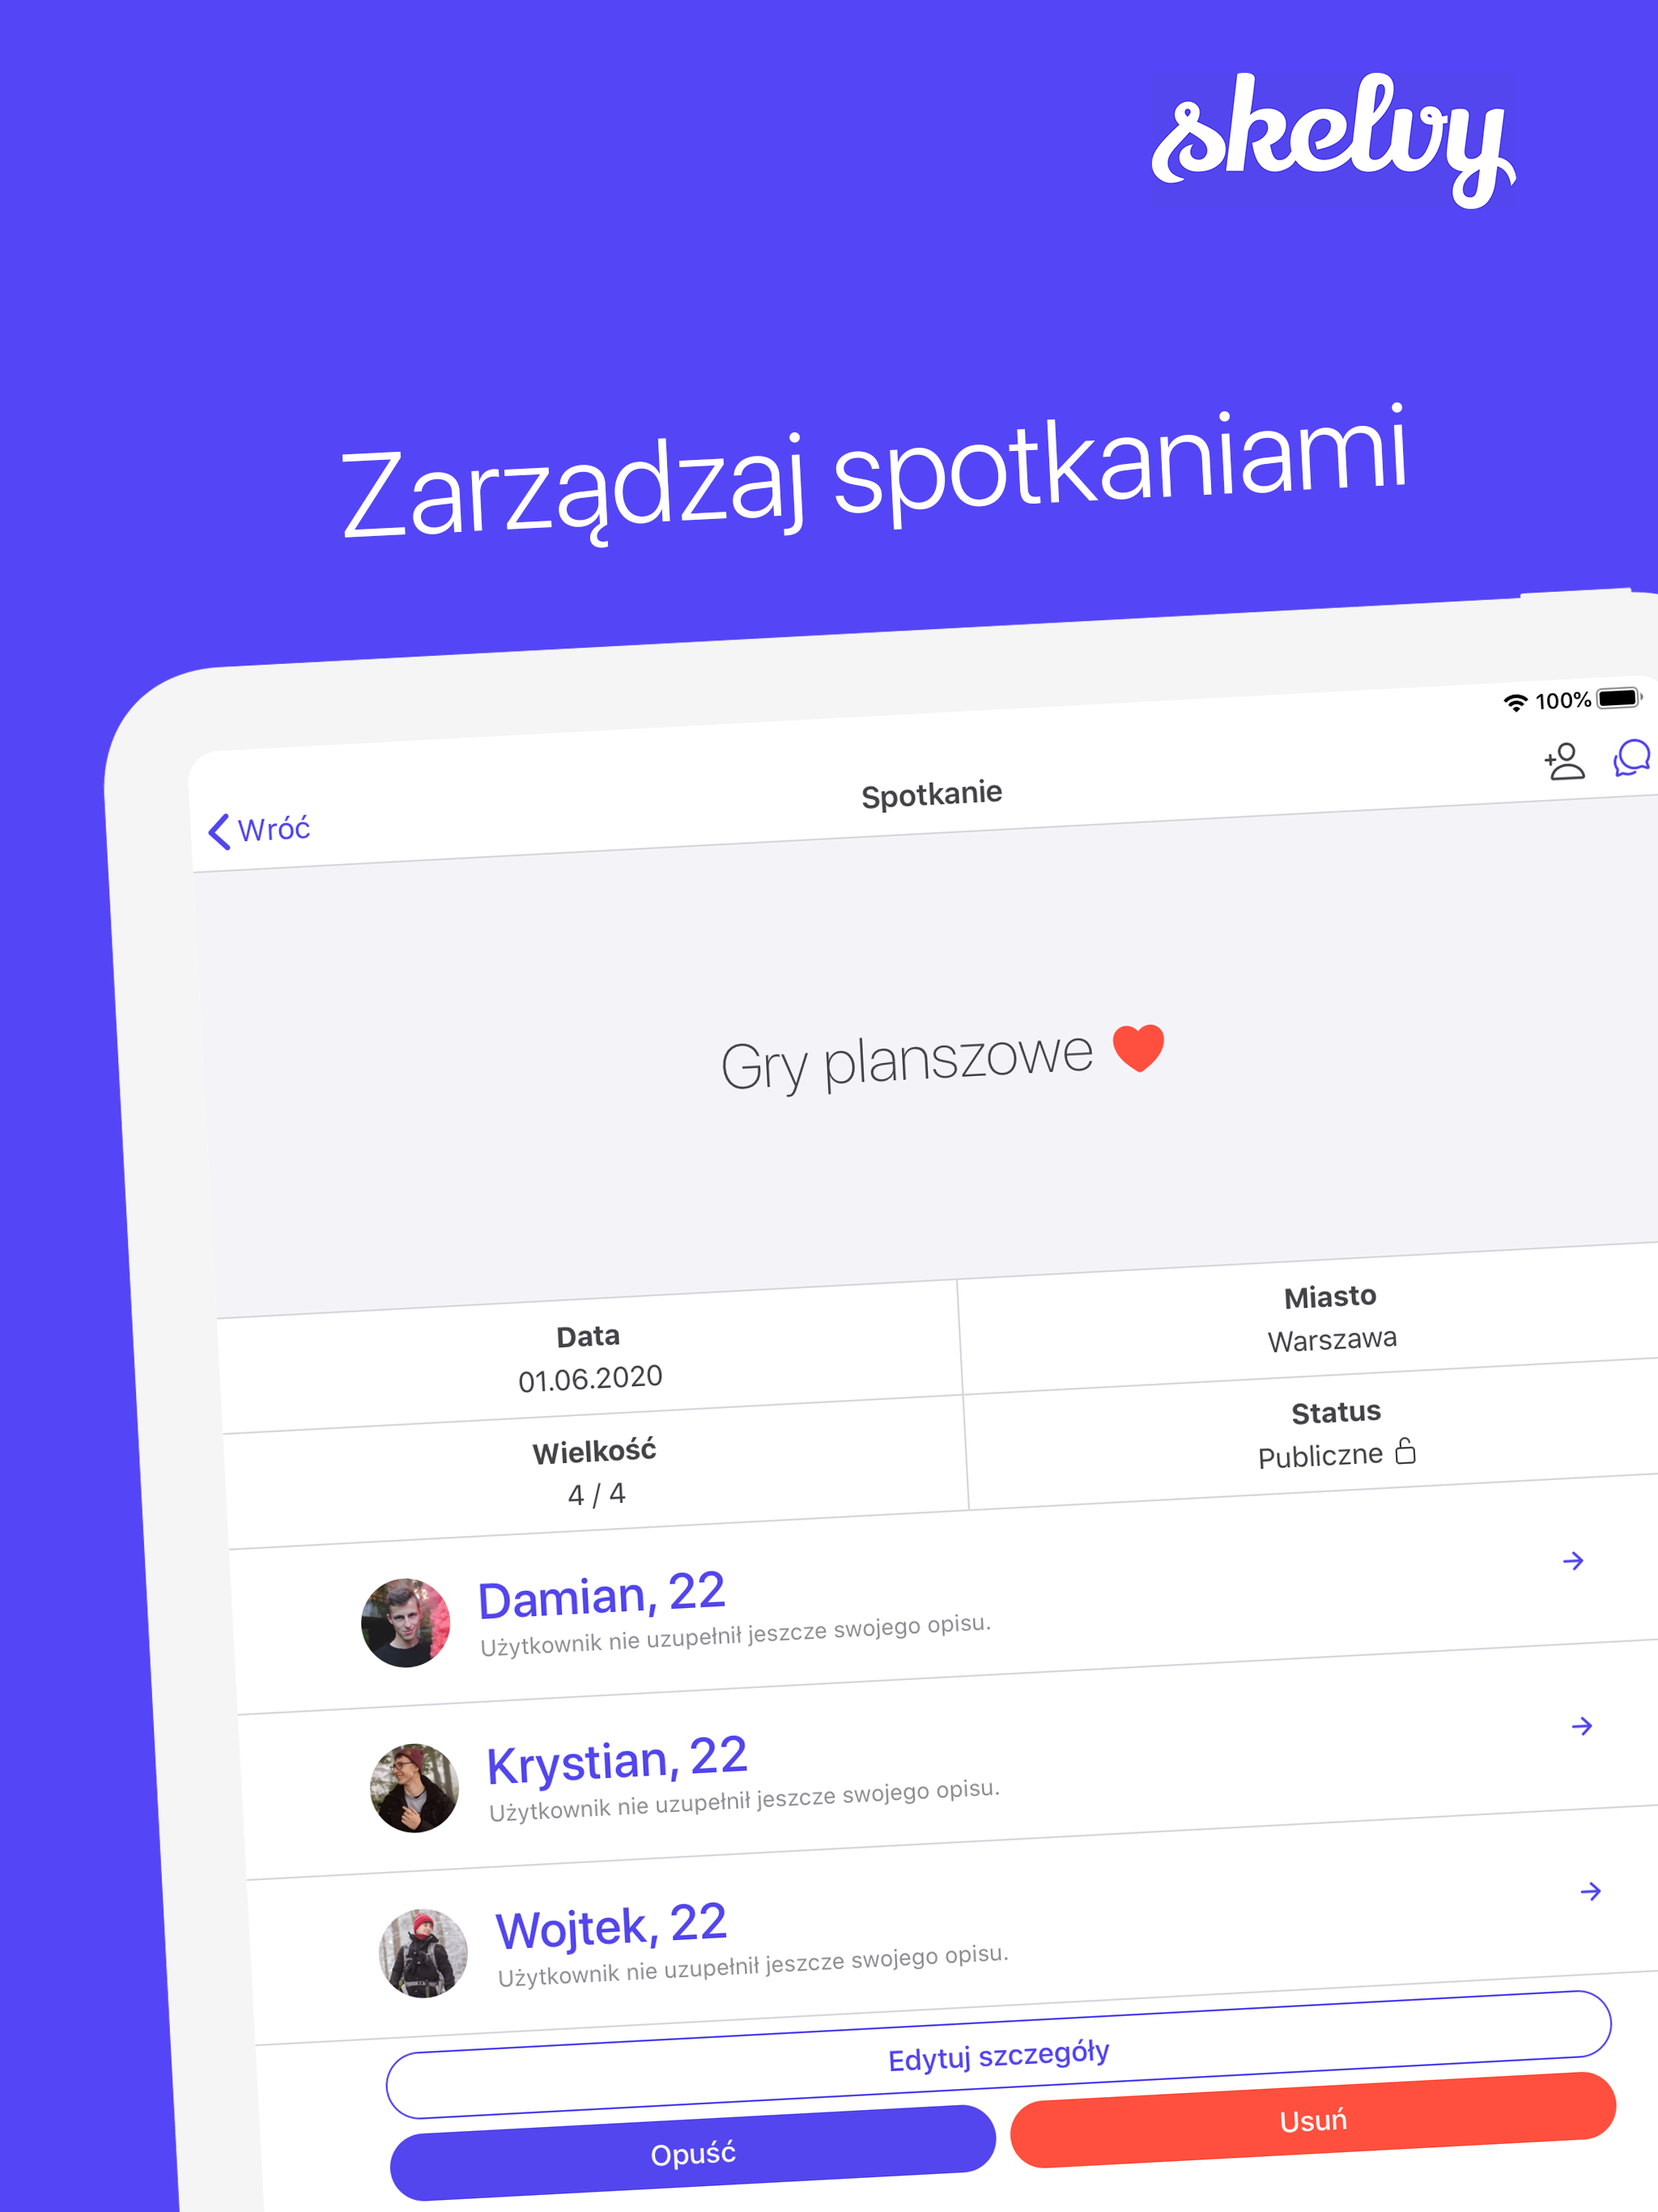 skelvy
Zarządzaj spotkaniami
100%
Wróć
Spotkanie
Gry planszowe ❤️
Data
01.06.2020
Miasto
Warszawa
Wielkość
4 / 4
Status
Publiczne
Damian, 22
Użytkownik nie uzupełnił jeszcze swojego opisu.
Krystian, 22
Użytkownik nie uzupełnił jeszcze swojego opisu.
Wojtek, 22
Użytkownik nie uzupełnił jeszcze swojego opisu.
Edytuj szczegóły
Opuść
Usuń